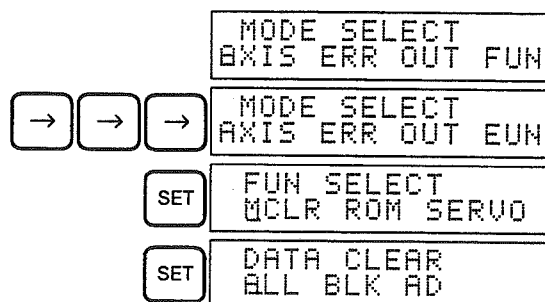 MODE SELECT
AXIS ERR OUT FUN
→ → → MODE SELECT
AXIS ERR OUT FUN
SET FUN SELECT
MCLR ROM SERVO
SET DATA CLEAR
ALL BLK AD